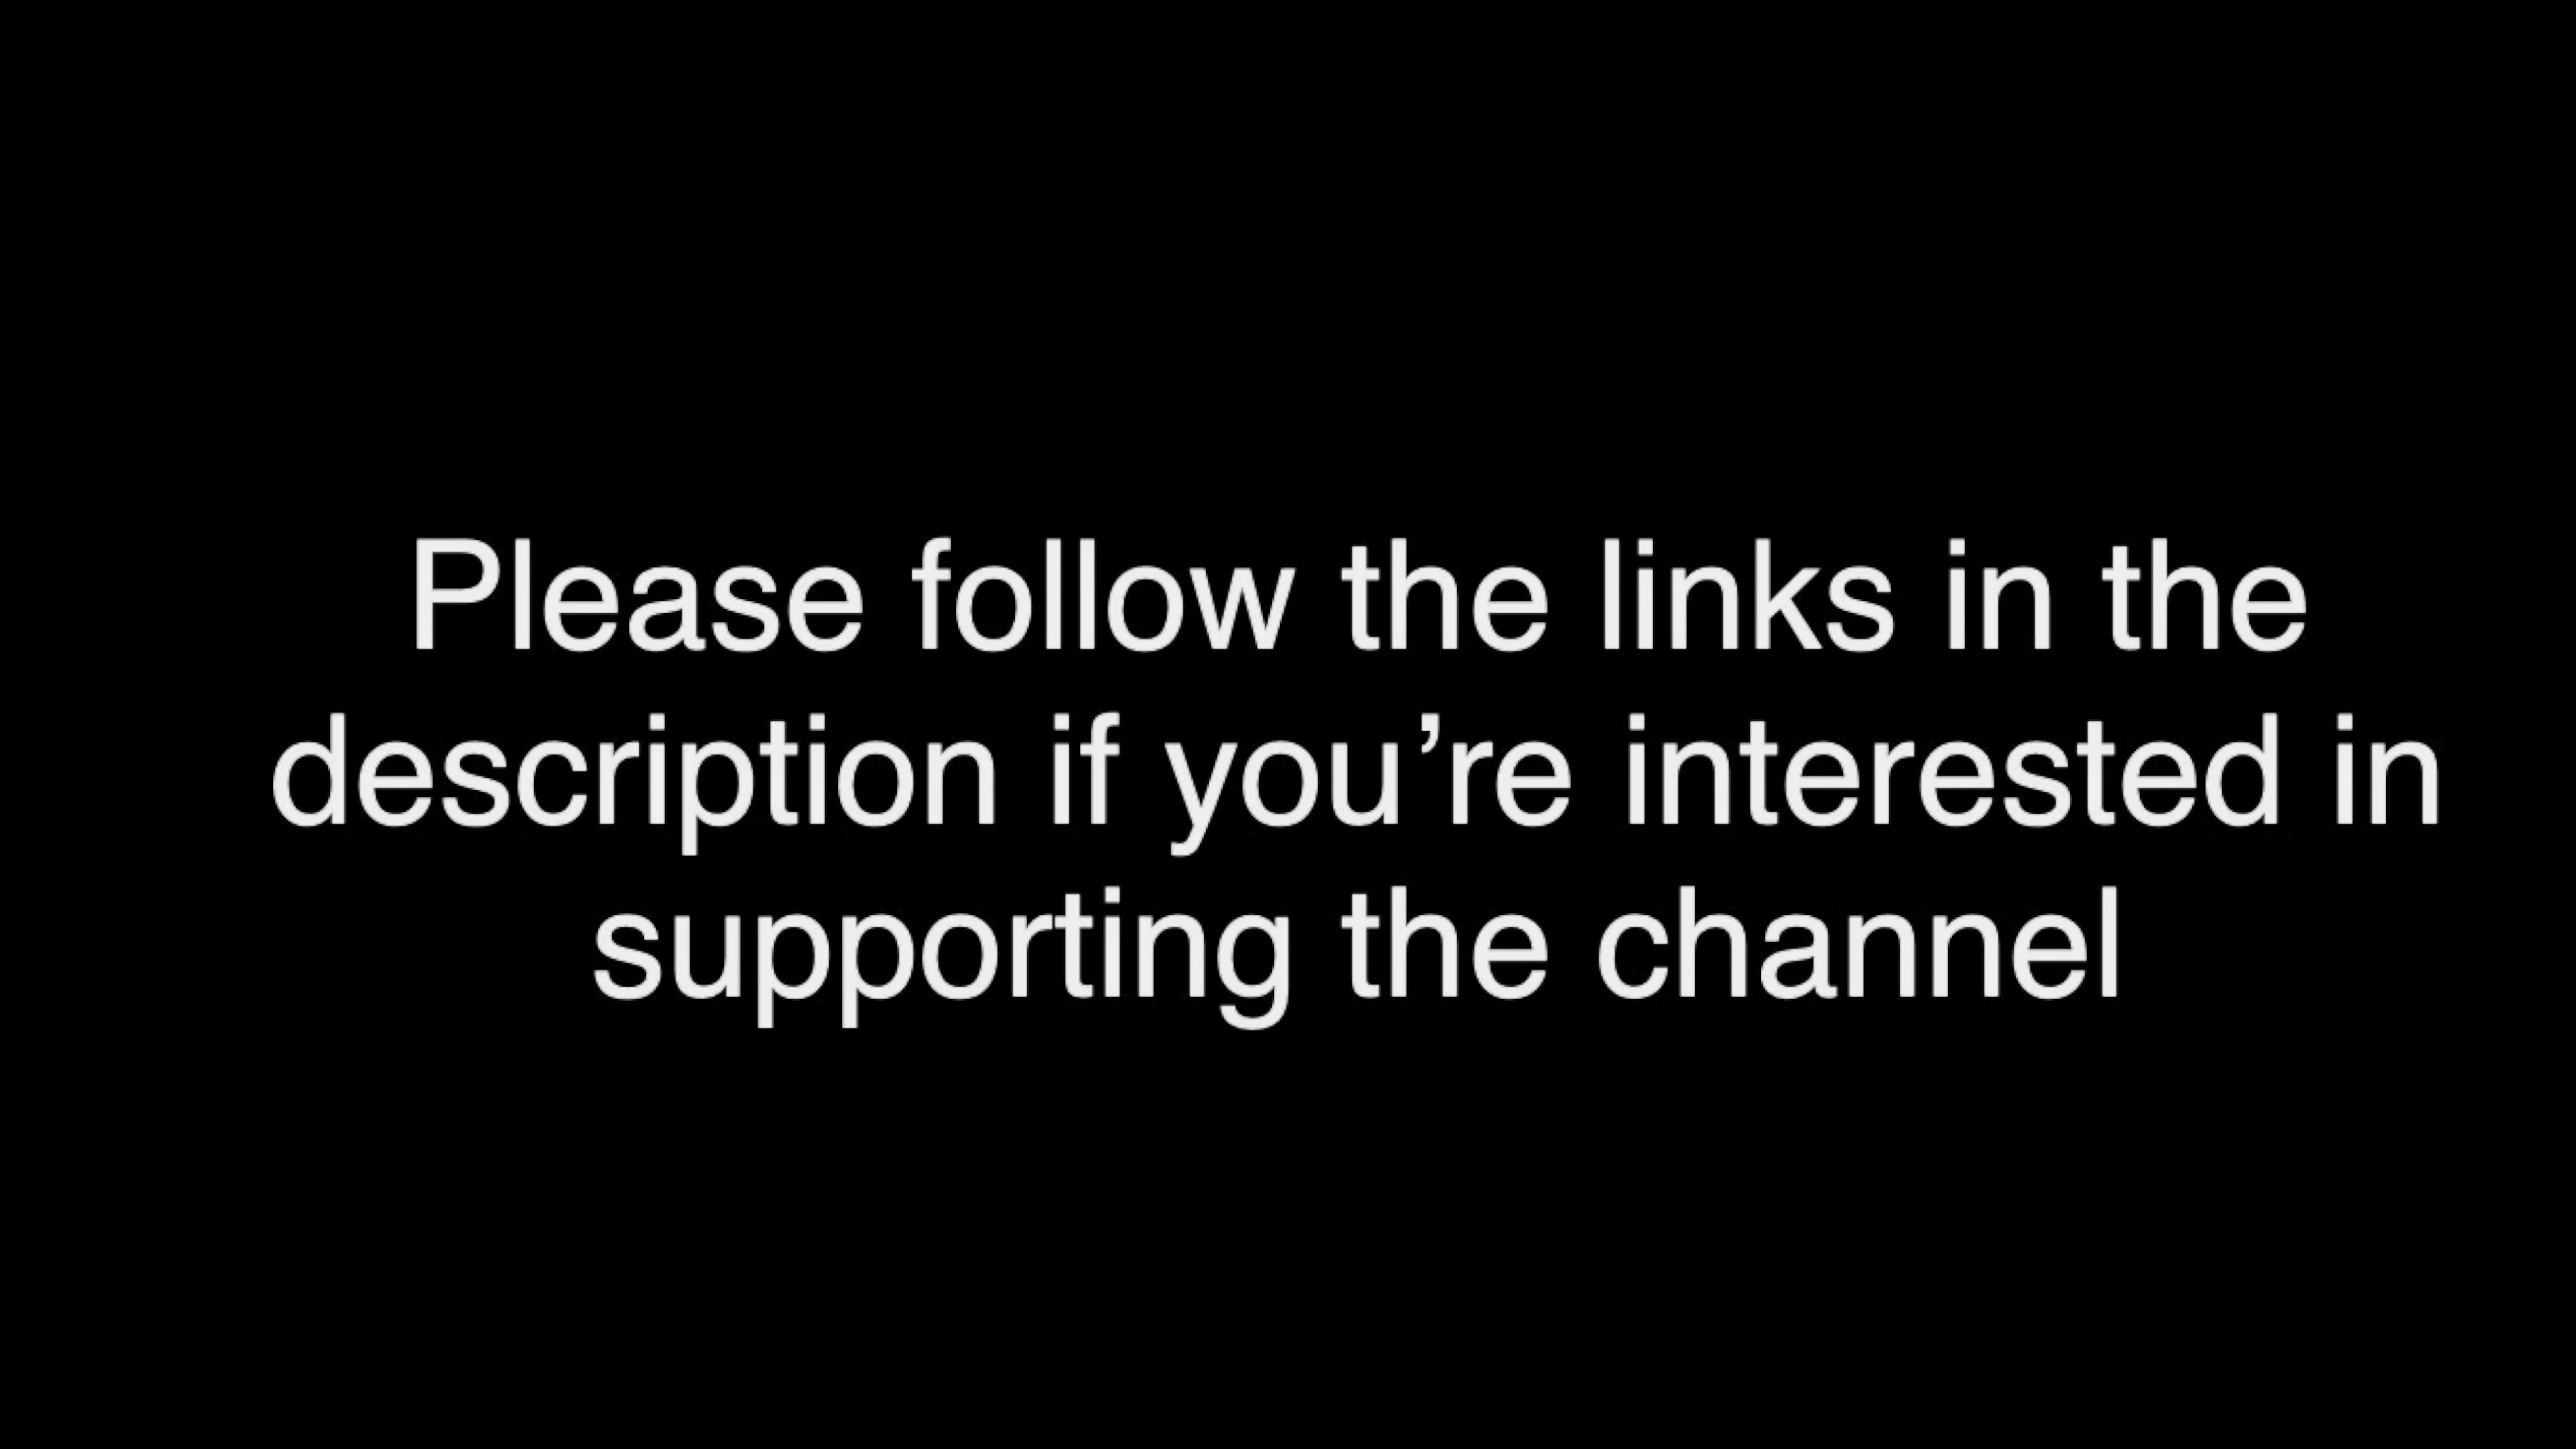 Please follow the links in the
description if you’re interested in
supporting the channel